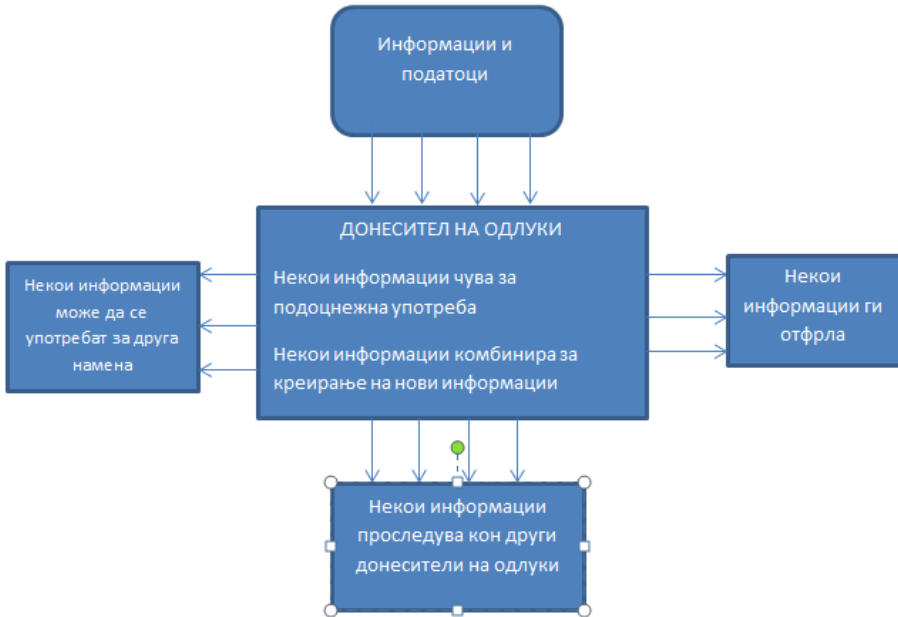 Информации и
податоци
ДОНЕСИТЕЛ НА ОДЛУКИ
Некои информации чува за
подоцнежна употреба
Некои информации комбинира за
креирање на нови информации
Некои информации
може да се
употребат за друга
намена
Некои
информации ги
отфрла
Некои информации
проследува кон други
донесители на одлуки